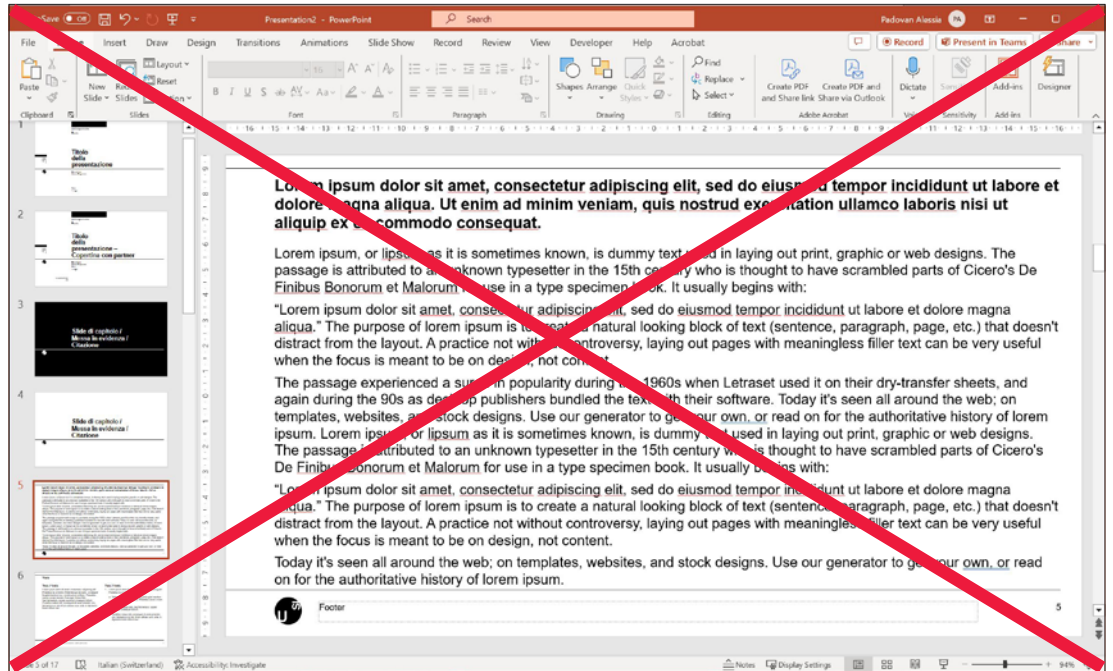 Save Off Presentation2 - PowerPoint Search Padovan Alessia PA
File Insert Draw Design Transitions Animations Slide Show Record Review View Developer Help Acrobat Record Present in Teams Share
Paste New Slide Slides Layout Reset
B I U S ab AV Aa A
Shapes Arrange Quick Styles
Find
Replace
Select
Create PDF and Share link Create PDF and Share via Outlook
Dictate Add-ins Designer
Clipboard Slides Font Paragraph Drawing Editing Adobe Acrobat Voice Sensitivity Add-ins
Titolo
della
presentazione
2
Titolo
della
presentazione –
Copertina con partner
3
Slide di capitolo /
Messa in evidenza /
Citazione
4
Slide di capitolo /
Messa in evidenza /
Citazione
5
6
Lorem ipsum dolor sit amet, consectetur adipiscing elit, sed do eiusmod tempor incididunt ut labore et
dolore magna aliqua. Ut enim ad minim veniam, quis nostrud exercitation ullamco laboris nisi ut
aliquip ex ea commodo consequat.
Lorem ipsum, or lipsum as it is sometimes known, is dummy text used in laying out print, graphic or web designs. The
passage is attributed to an unknown typesetter in the 15th century who is thought to have scrambled parts of Cicero's De
Finibus Bonorum et Malorum for use in a type specimen book. It usually begins with:
“Lorem ipsum dolor sit amet, consectetur adipiscing elit, sed do eiusmod tempor incididunt ut labore et dolore magna
aliqua.” The purpose of lorem ipsum is to create a natural looking block of text (sentence, paragraph, page, etc.) that doesn't
distract from the layout. A practice not without controversy, laying out pages with meaningless filler text can be very useful
when the focus is meant to be on design, not content.
The passage experienced a surge in popularity during the 1960s when Letraset used it on their dry-transfer sheets, and
again during the 90s as desktop publishers bundled the text with their software. Today it's seen all around the web; on
templates, websites, and stock designs. Use our generator to get your own, or read on for the authoritative history of lorem
ipsum. Lorem ipsum, or lipsum as it is sometimes known, is dummy text used in laying out print, graphic or web designs.
The passage is attributed to an unknown typesetter in the 15th century who is thought to have scrambled parts of Cicero's
De Finibus Bonorum et Malorum for use in a type specimen book. It usually begins with:
“Lorem ipsum dolor sit amet, consectetur adipiscing elit, sed do eiusmod tempor incididunt ut labore et dolore magna
aliqua.” The purpose of lorem ipsum is to create a natural looking block of text (sentence, paragraph, page, etc.) that doesn't
distract from the layout. A practice not without controversy, laying out pages with meaningless filler text can be very useful
when the focus is meant to be on design, not content.
Today it's seen all around the web; on templates, websites, and stock designs. Use our generator to get your own, or read
on for the authoritative history of lorem ipsum.
Footer 5
5 of 17 Italian (Switzerland) Accessibility: Investigate Notes Display Settings 94%